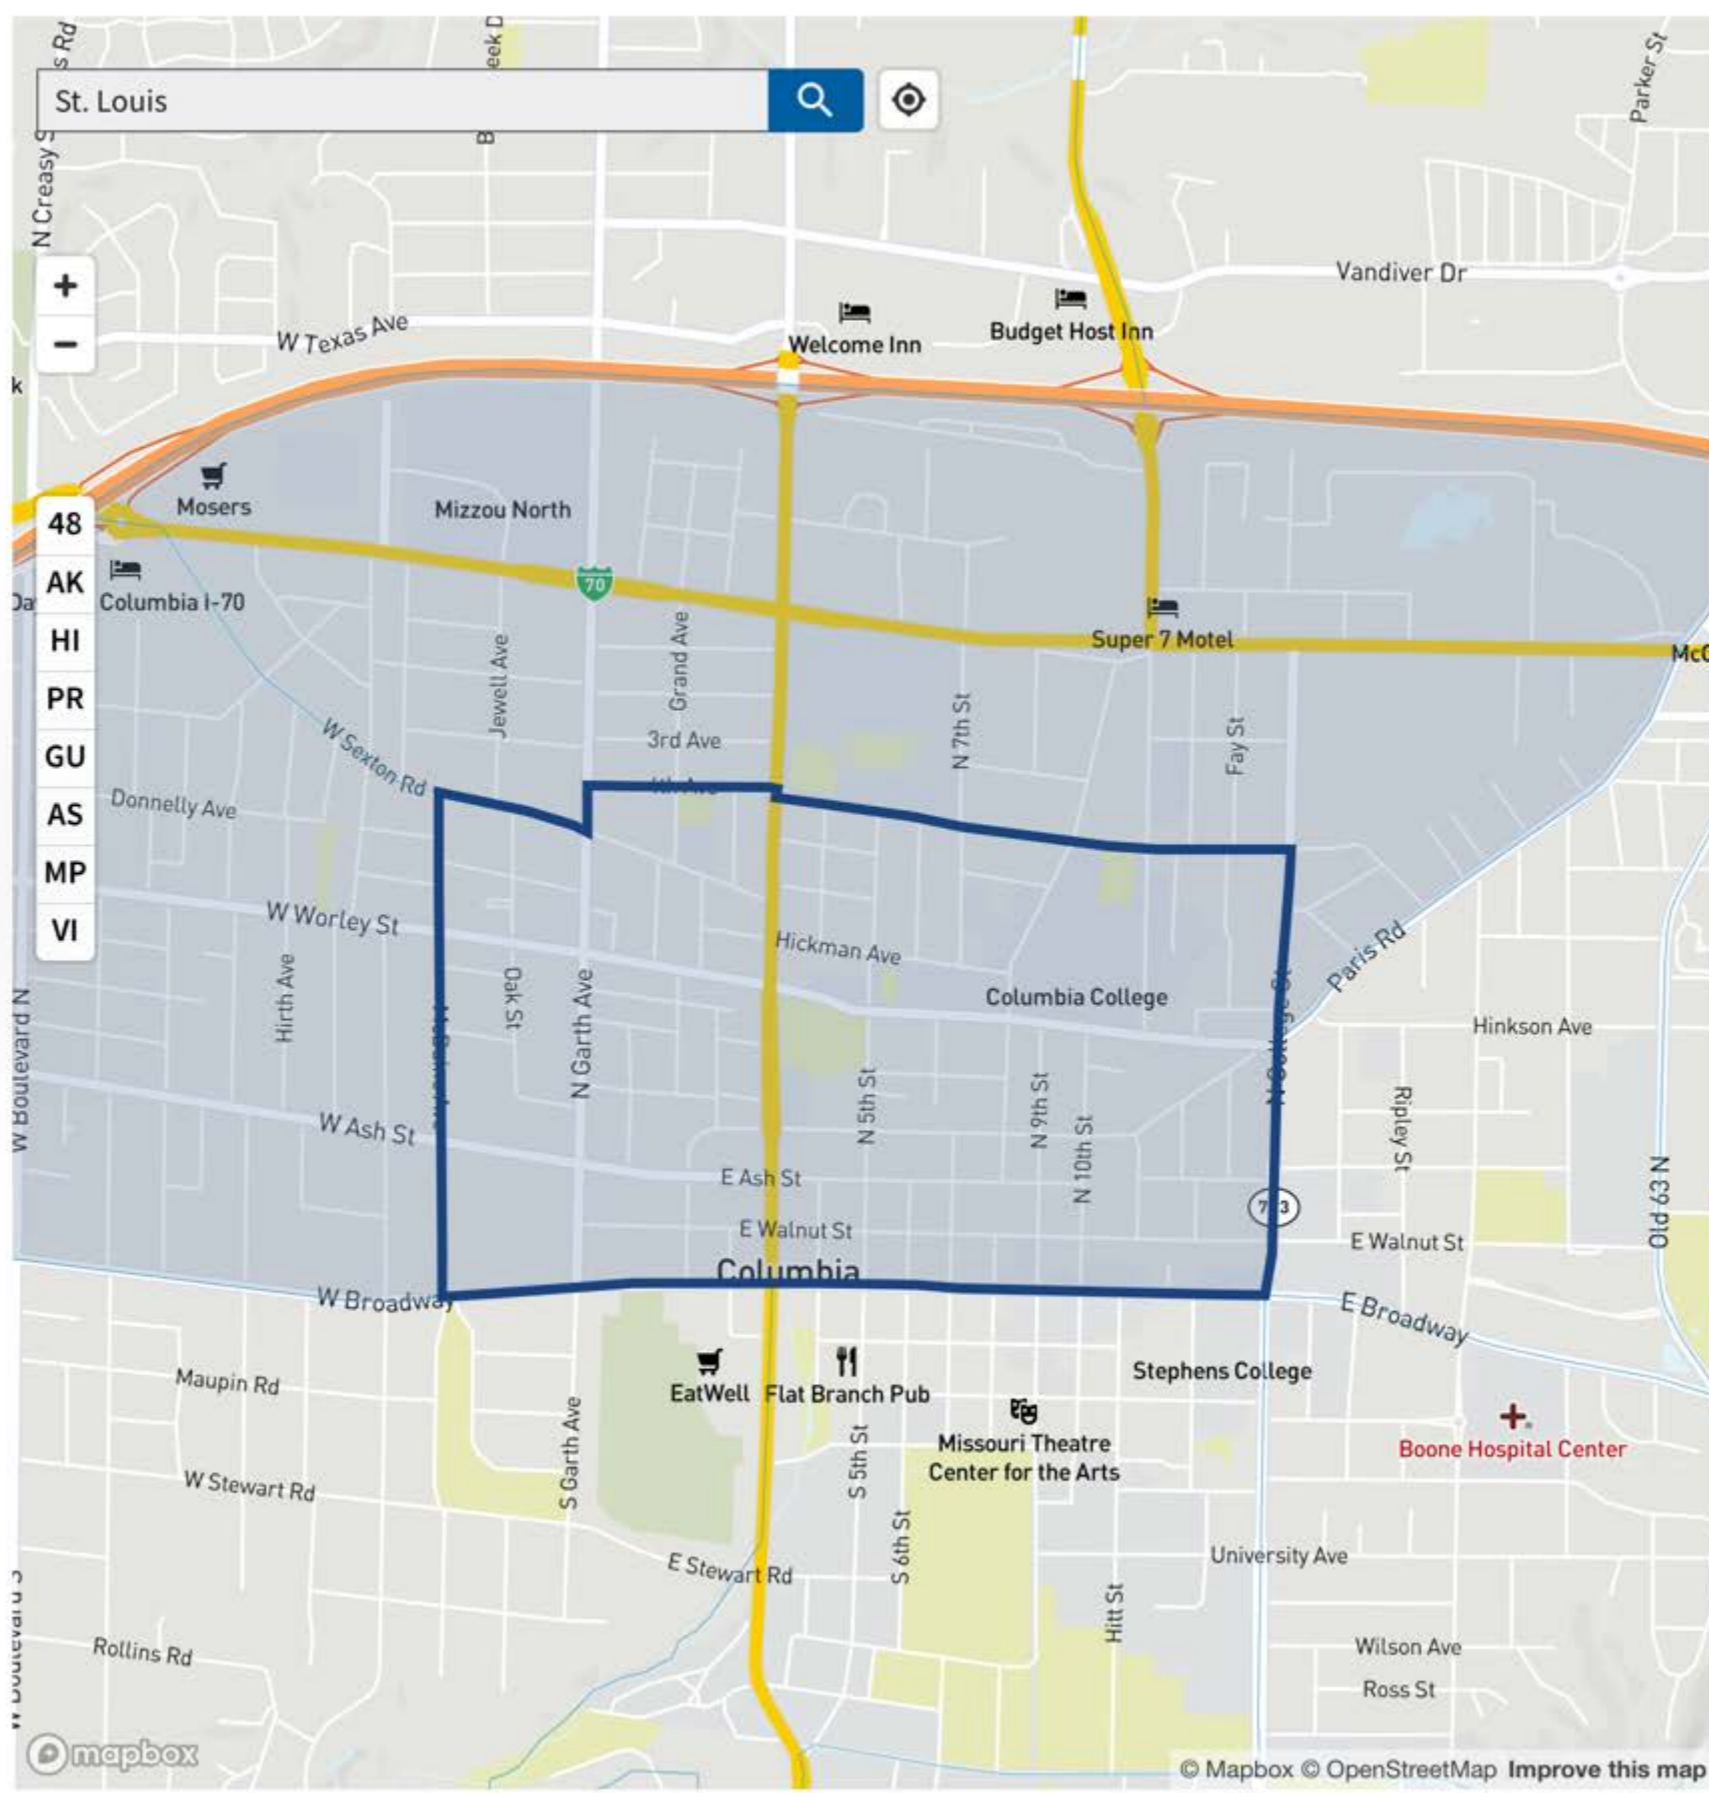 s Rd
eek D
Parker St
St. Louis
B
N Creasy S
Vandiver Dr
+
−
W Texas Ave
Welcome Inn
Budget Host Inn
k
Mosers
Mizzou North
48
AK
HI
PR
GU
AS
MP
VI
Columbia I-70
70
Super 7 Motel
McC
Jewell Ave
Grand Ave
N 7th St
Fay St
3rd Ave
W Sexton Rd
Donnelly Ave
W Worley St
Hickman Ave
Paris Rd
Hirth Ave
Oak St
N Garth Ave
Columbia College
N College St
Hinkson Ave
W Boulevard N
N 5th St
N 9th St
N 10th St
Ripley St
W Ash St
E Ash St
N Old 63
E Walnut St
E Walnut St
Columbia
W Broadway
E Broadway
Maupin Rd
EatWell
Flat Branch Pub
Stephens College
S Garth Ave
S 5th St
Missouri Theatre
Center for the Arts
Boone Hospital Center
W Stewart Rd
S 6th St
E Stewart Rd
University Ave
Hitt St
W Boulevard S
Rollins Rd
Wilson Ave
Ross St
mapbox
© Mapbox © OpenStreetMap Improve this map